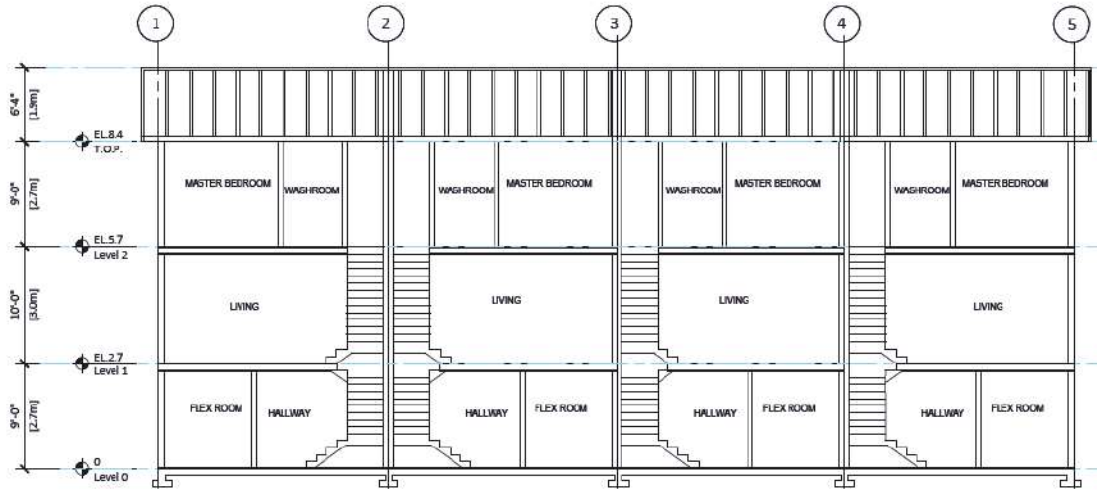 1 2 3 4 5
6'-4"
[1.9m]
EL.8.4
T.O.P.
9'-0"
[2.7m]
MASTER BEDROOM WASHROOM WASHROOM MASTER BEDROOM WASHROOM MASTER BEDROOM WASHROOM MASTER BEDROOM
EL.5.7
Level 2
10'-0"
[3.0m]
LIVING LIVING LIVING LIVING
EL.2.7
Level 1
9'-0"
[2.7m]
FLEX ROOM HALLWAY HALLWAY FLEX ROOM HALLWAY FLEX ROOM HALLWAY FLEX ROOM
0
Level 0